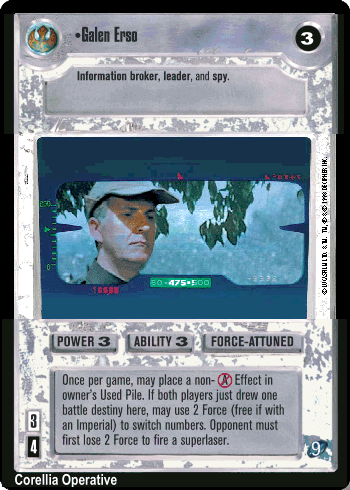 •Galen Erso
3
Information broker, leader, and spy.
POWER 3
ABILITY 3
FORCE-ATTUNED
60-475-500
Once per game, may place a non- Effect in
owner's Used Pile. If both players just drew one
battle destiny here, may use 2 Force (free if with
an Imperial) to switch numbers. Opponent must
first lose 2 Force to fire a superlaser.
3
4
9
Corellia Operative